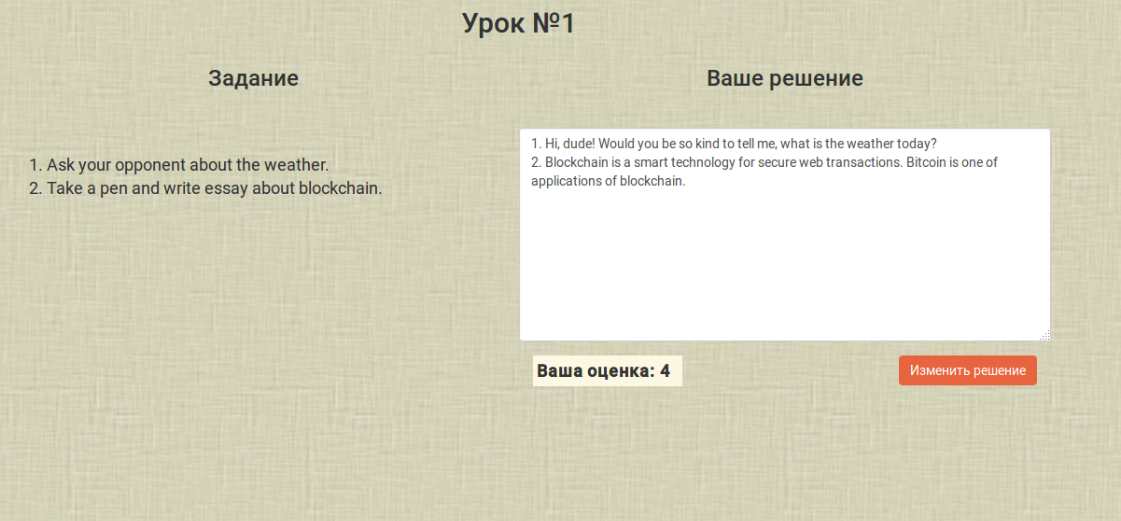 Урок №1
Задание
Ваше решение
1. Ask your opponent about the weather.
2. Take a pen and write essay about blockchain.
1. Hi, dude! Would you be so kind to tell me, what is the weather today?
2. Blockchain is a smart technology for secure web transactions. Bitcoin is one of
applications of blockchain.
Ваша оценка: 4
Изменить решение